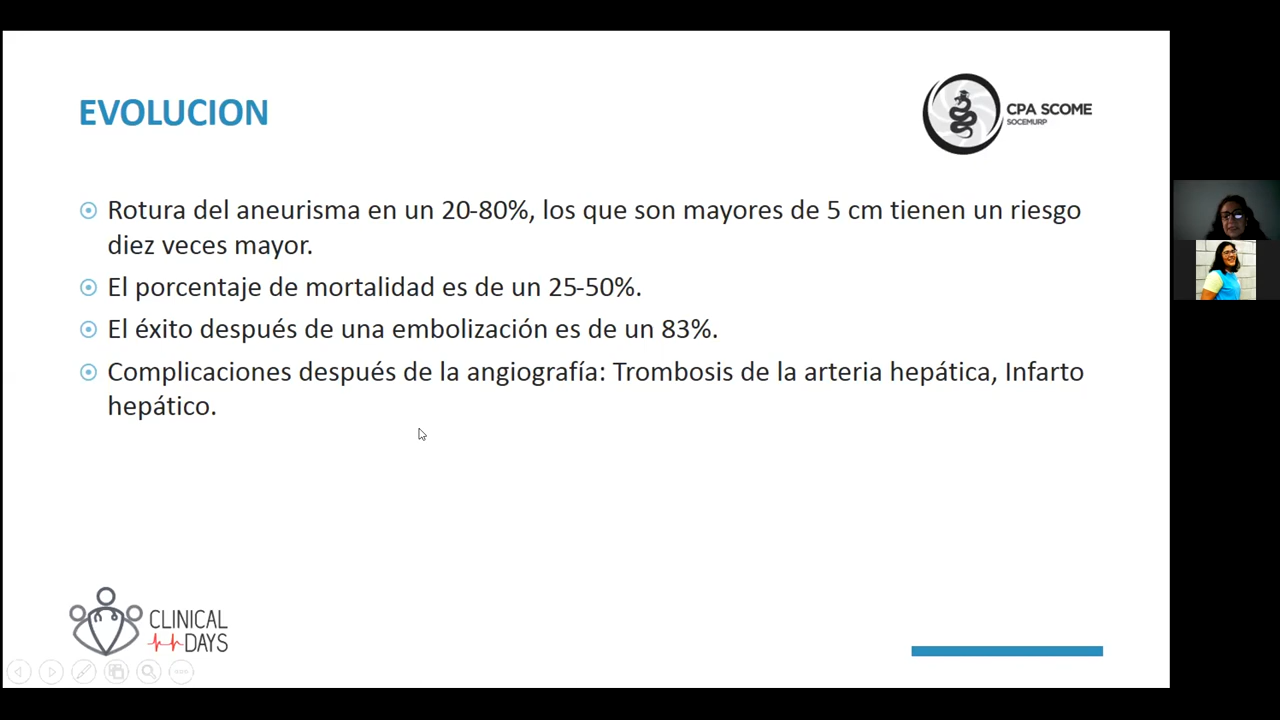 EVOLUCION
CPA SCOME
SOCEMURP
Rotura del aneurisma en un 20-80%, los que son mayores de 5 cm tienen un riesgo
diez veces mayor.
El porcentaje de mortalidad es de un 25-50%.
El éxito después de una embolización es de un 83%.
Complicaciones después de la angiografía: Trombosis de la arteria hepática, Infarto
hepático.
CLINICAL
DAYS